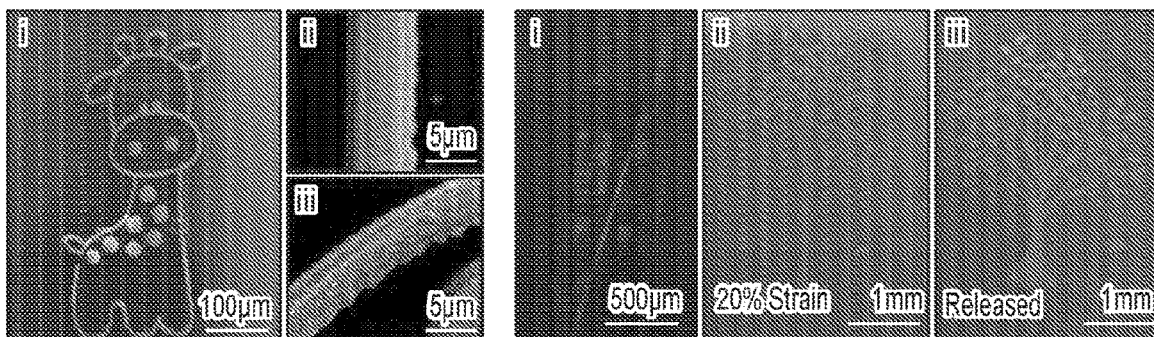 i
100µm
ii
5µm
iii
5µm
i
500µm
ii
20% Strain
1mm
iii
Released
1mm